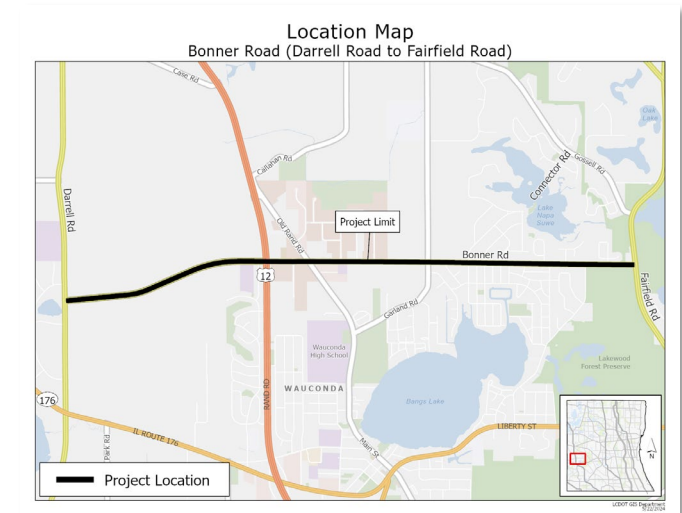 Location Map
Bonner Road (Darrell Road to Fairfield Road)
Case Rd
Oak
Lake
Callahan Rd
Gossell Rd
Connector Rd
Darrell Rd
Old Rand Rd
Lake
Napa
Suwe
Project Limit
Bonner Rd
12
Fairfield Rd
Garland Rd
Wauconda
High School
Lakewood
Forest Preserve
WAUCONDA
RAND RD
176
Bangs Lake
IL ROUTE 176
Park Rd
Main St
LIBERTY ST
N
Project Location
LCDOT GIS Department